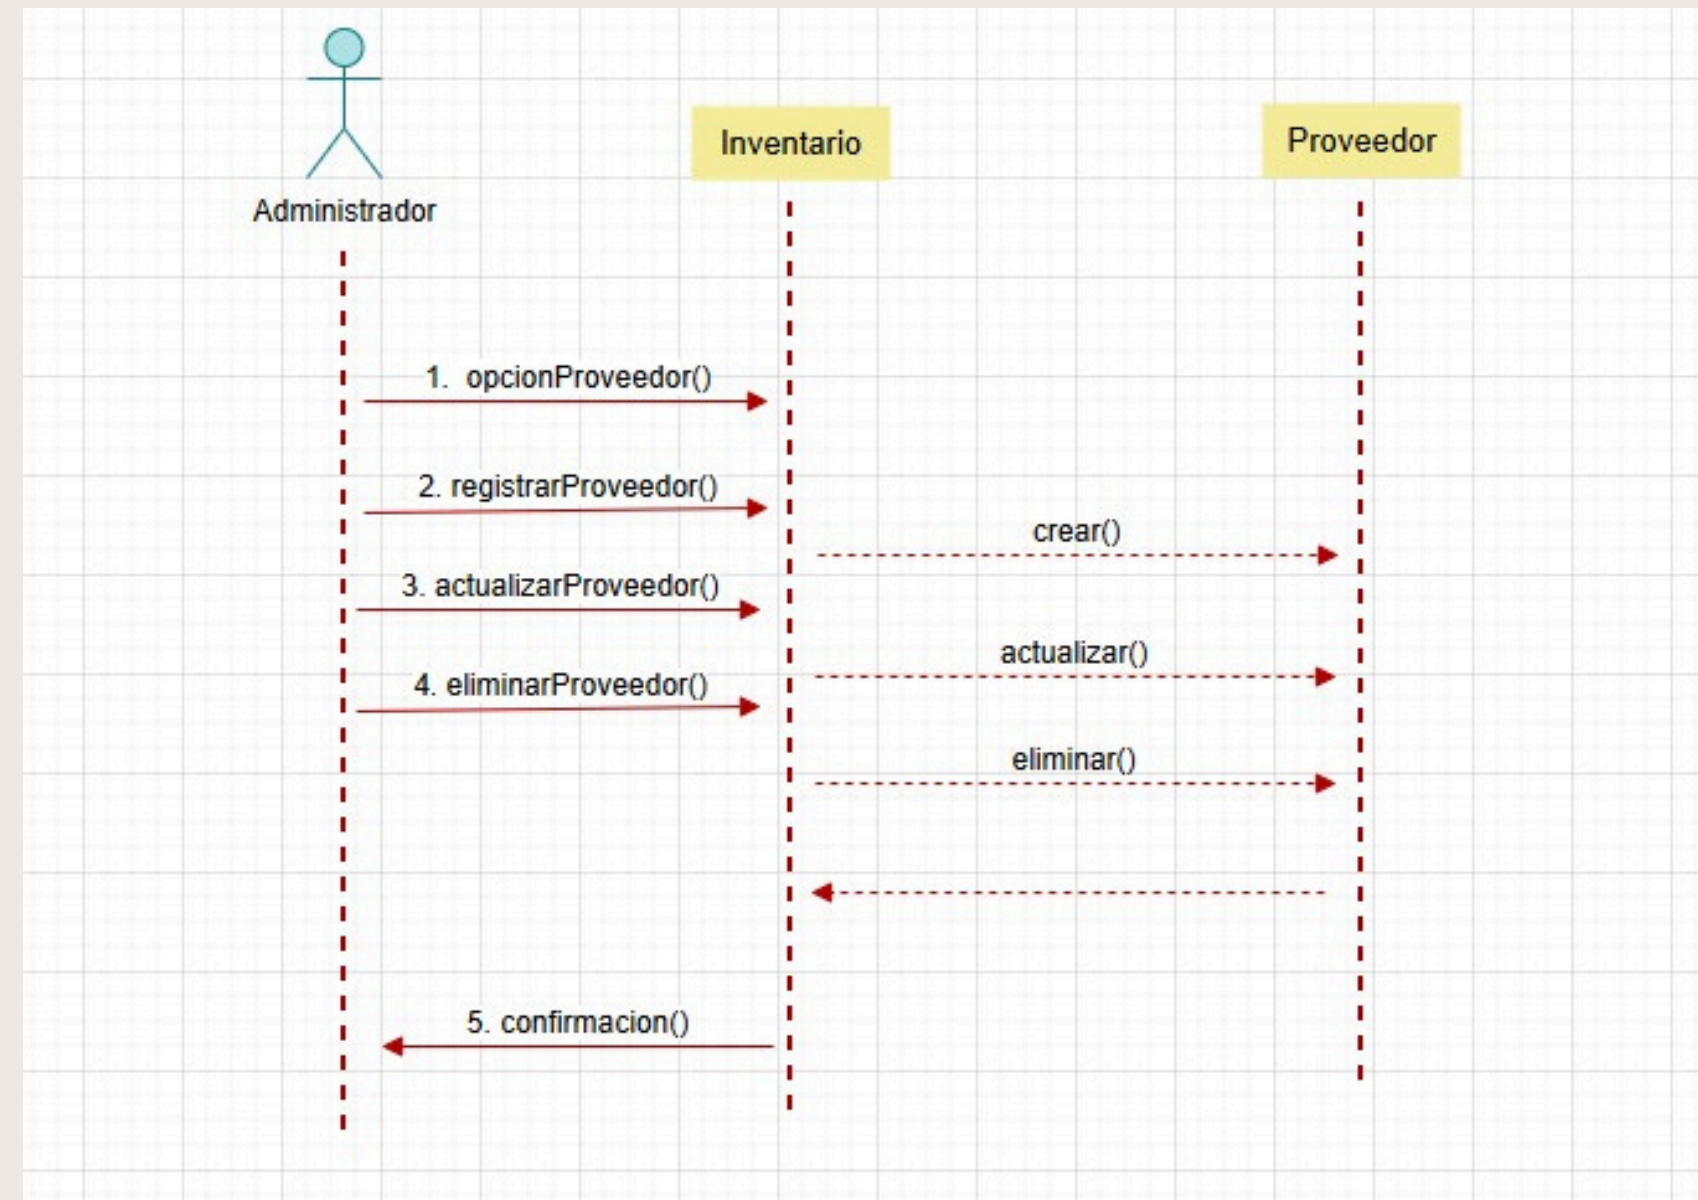 Inventario
Proveedor
Administrador
1. opcionProveedor()
2. registrarProveedor()
crear()
3. actualizarProveedor()
actualizar()
4. eliminarProveedor()
eliminar()
5. confirmacion()